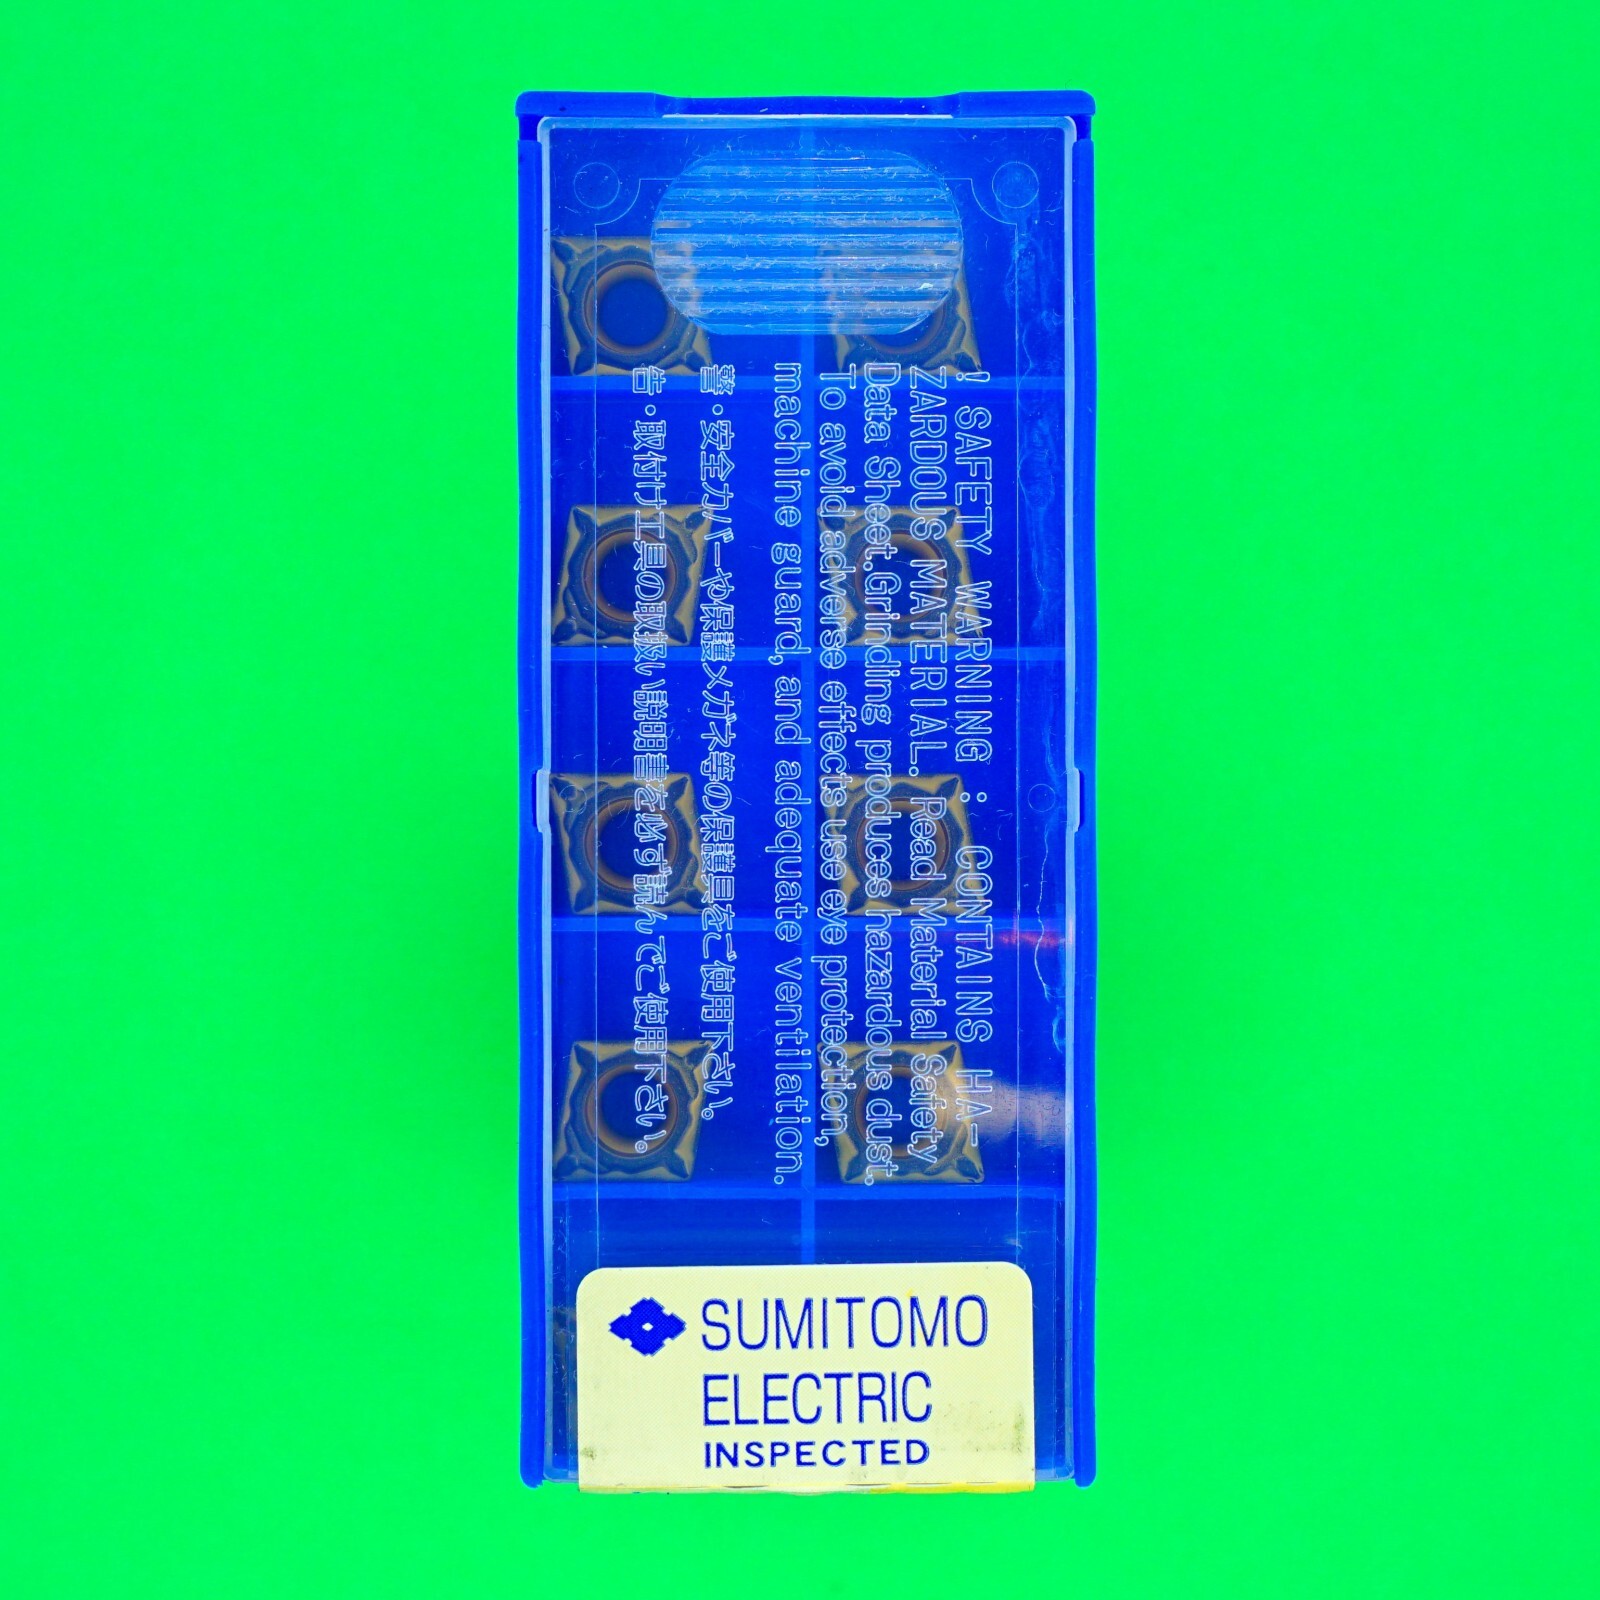 ! SAFETY WARNING : CONTAINS HA-
ZARDOUS MATERIAL. Read Material Safety
Data Sheet.Grinding produces hazardous dust.
To avoid adverse effects use eye protection,
machine guard, and adequate ventilation.
警・安全カバーや保護メガネ等の保護具をご使用下さい。
告・取付け工具の取扱い説明書を必ず読んでご使用下さい。
SUMITOMO
ELECTRIC
INSPECTED